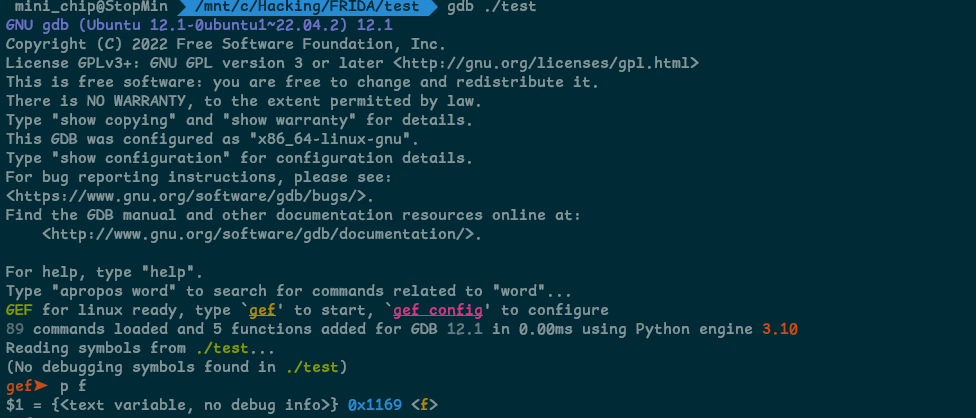 mini_chip@StopMin /mnt/c/Hacking/FRIDA/test gdb ./test
GNU gdb (Ubuntu 12.1-0ubuntu1~22.04.2) 12.1
Copyright (C) 2022 Free Software Foundation, Inc.
License GPLv3+: GNU GPL version 3 or later <http://gnu.org/licenses/gpl.html>
This is free software: you are free to change and redistribute it.
There is NO WARRANTY, to the extent permitted by law.
Type "show copying" and "show warranty" for details.
This GDB was configured as "x86_64-linux-gnu".
Type "show configuration" for configuration details.
For bug reporting instructions, please see:
<https://www.gnu.org/software/gdb/bugs/>.
Find the GDB manual and other documentation resources online at:
    <http://www.gnu.org/software/gdb/documentation/>.

For help, type "help".
Type "apropos word" to search for commands related to "word"...
GEF for linux ready, type `gef' to start, `gef config' to configure
89 commands loaded and 5 functions added for GDB 12.1 in 0.00ms using Python engine 3.10
Reading symbols from ./test...
(No debugging symbols found in ./test)
gef➤ p f
$1 = {<text variable, no debug info>} 0x1169 <f>